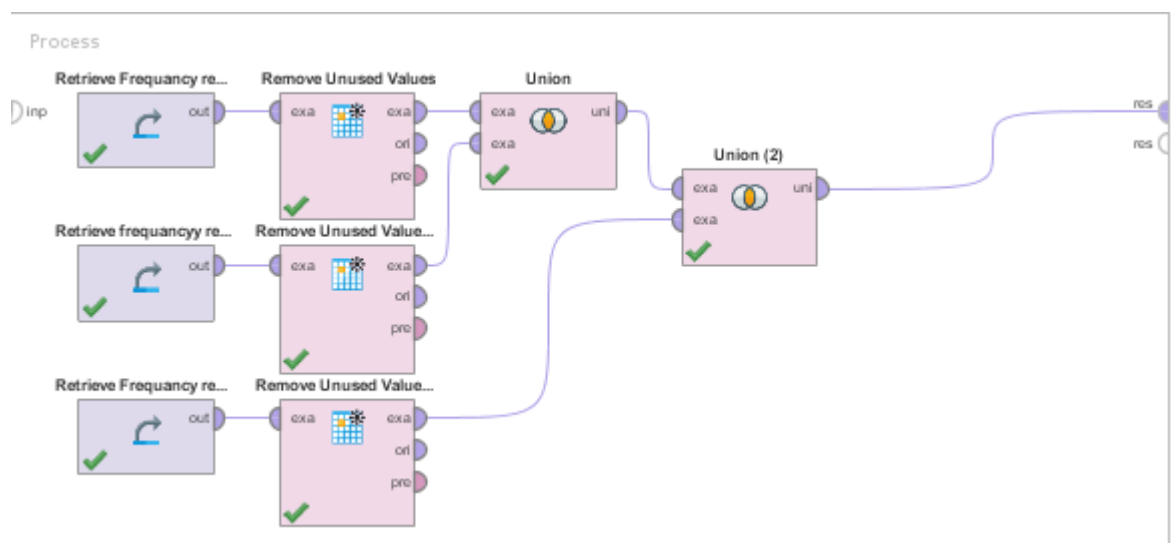 Process
Retrieve Frequancy re... Remove Unused Values Union
inp out exa exa exa uni res
ori exa res
pre
Union (2)
exa uni
exa
Retrieve frequancyy re... Remove Unused Value...
out exa exa
ori
pre
Retrieve Frequancy re... Remove Unused Value...
out exa exa
ori
pre